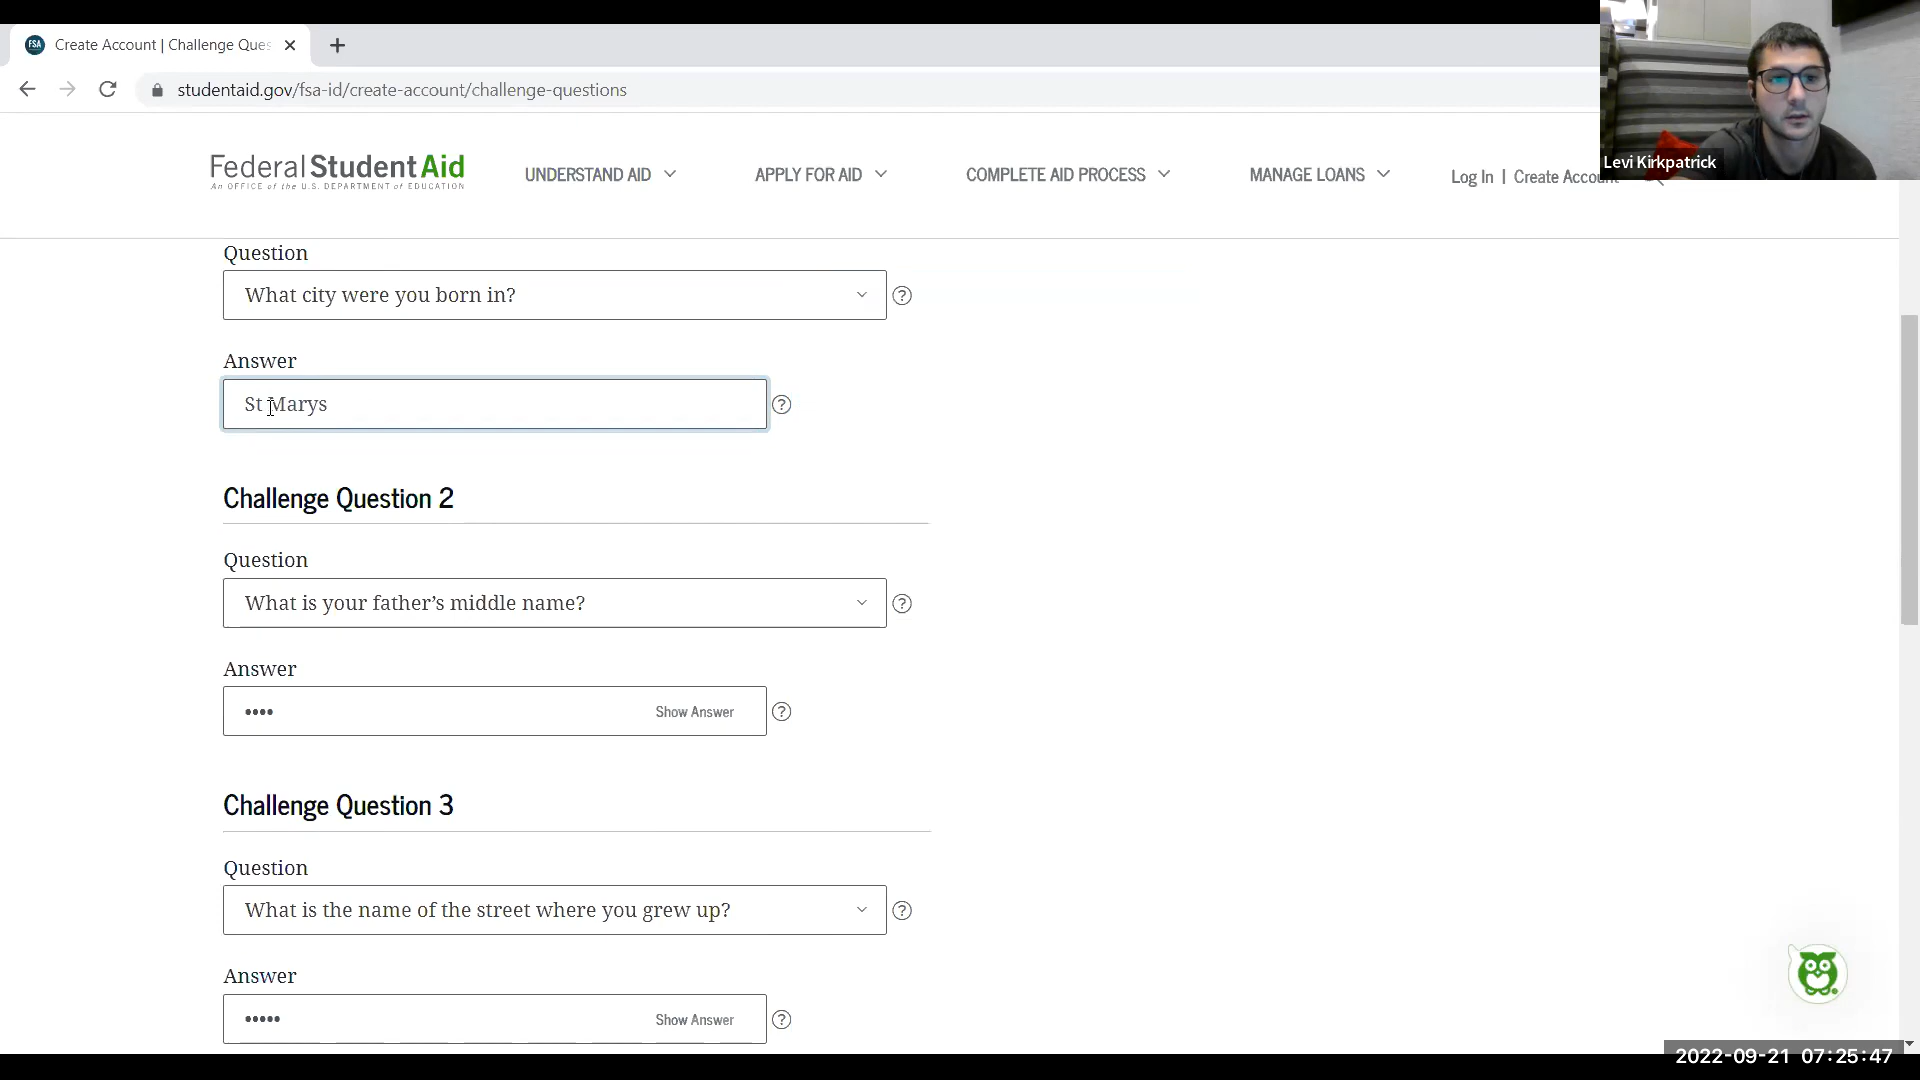 Create Account | Challenge Ques
studentaid.gov/fsa-id/create-account/challenge-questions
Levi Kirkpatrick
Federal Student Aid
An OFFICE of the U.S. DEPARTMENT of EDUCATION
UNDERSTAND AID
APPLY FOR AID
COMPLETE AID PROCESS
MANAGE LOANS
Log In | Create Account
Question
What city were you born in?
Answer
St Marys
Challenge Question 2
Question
What is your father’s middle name?
Answer
•••• Show Answer
Challenge Question 3
Question
What is the name of the street where you grew up?
Answer
••••• Show Answer
2022-09-21 07:25:47